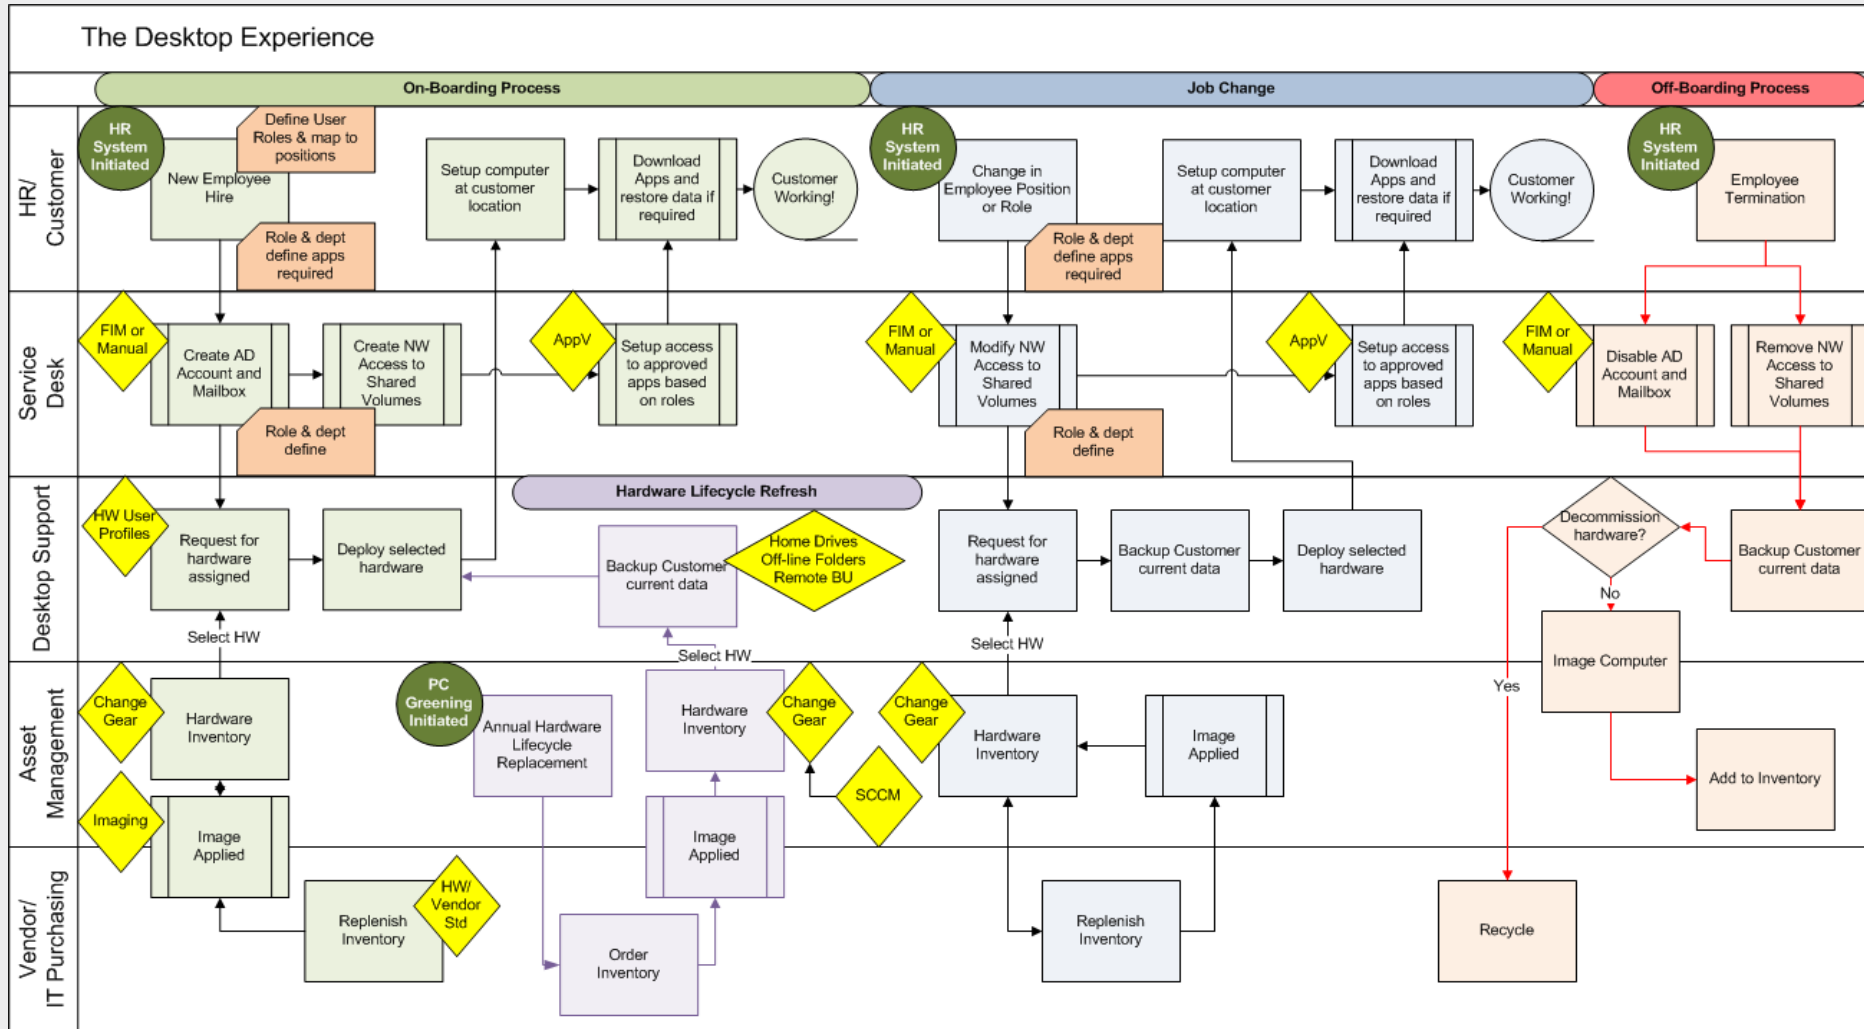 The Desktop Experience
On-Boarding Process
Job Change
Off-Boarding Process
HR/
Customer
HR
System
Initiated
New Employee
Hire
Define User
Roles & map to
positions
Role & dept
define apps
required
Setup computer
at customer
location
Download
Apps and
restore data if
required
Customer
Working!
HR
System
Initiated
Change in
Employee Position
or Role
Role & dept
define apps
required
Setup computer
at customer
location
Download
Apps and
restore data if
required
Customer
Working!
HR
System
Initiated
Employee
Termination
Service
Desk
FIM or
Manual
Create AD
Account and
Mailbox
Role & dept
define
Create NW
Access to
Shared
Volumes
AppV
Setup access
to approved
apps based
on roles
FIM or
Manual
Modify NW
Access to
Shared
Volumes
Role & dept
define
AppV
Setup access
to approved
apps based
on roles
FIM or
Manual
Disable AD
Account and
Mailbox
Remove NW
Access to
Shared
Volumes
Desktop Support
HW User
Profiles
Request for
hardware
assigned
Select HW
Deploy selected
hardware
Hardware Lifecycle Refresh
Backup Customer
current data
Home Drives
Off-line Folders
Remote BU
Select HW
Request for
hardware
assigned
Select HW
Backup Customer
current data
Deploy selected
hardware
Decommission
hardware?
No
Yes
Backup Customer
current data
Image Computer
Asset
Management
Change
Gear
Hardware
Inventory
Imaging
Image
Applied
PC
Greening
Initiated
Annual Hardware
Lifecycle
Replacement
Hardware
Inventory
Change
Gear
SCCM
Image
Applied
Change
Gear
Hardware
Inventory
Image
Applied
Add to Inventory
Vendor/
IT Purchasing
Replenish
Inventory
HW/
Vendor
Std
Order
Inventory
Replenish
Inventory
Recycle